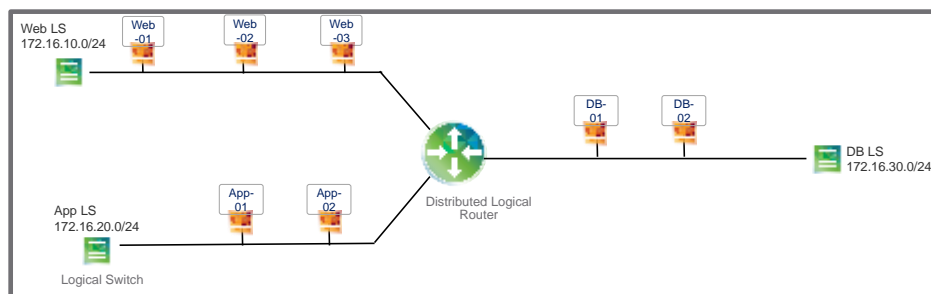 Web LS
172.16.10.0/24
Web
-01
Web
-02
Web
-03
DB-
01
DB-
02
DB LS
172.16.30.0/24
Distributed Logical
Router
App LS
172.16.20.0/24
App-
01
App-
02
Logical Switch